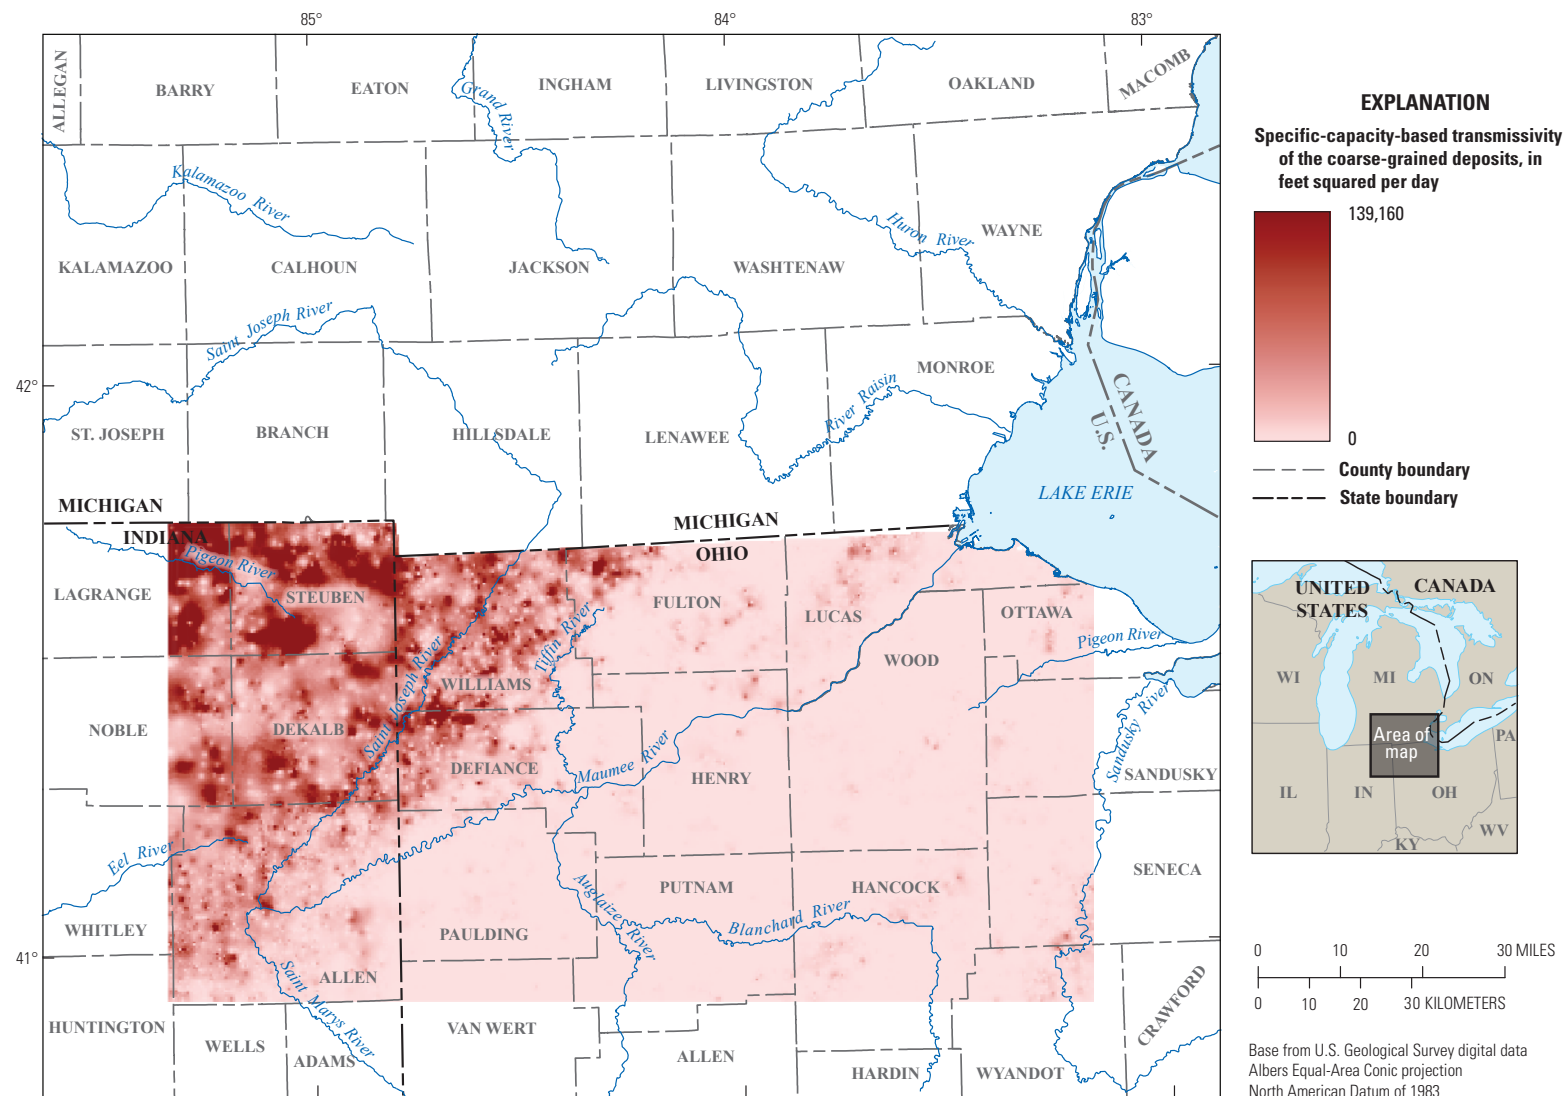 85°
84°
83°
ALLEGAN
BARRY
EATON
INGHAM
LIVINGSTON
OAKLAND
MACOMB
Grand River
Kalamazoo River
Huron River
WAYNE
KALAMAZOO
CALHOUN
JACKSON
WASHTENAW
Saint Joseph River
42°
MONROE
River Raisin
CANADA
U.S.
ST. JOSEPH
BRANCH
HILLSDALE
LENAWEE
LAKE ERIE
MICHIGAN
INDIANA
MICHIGAN
OHIO
Pigeon River
LAGRANGE
STEUBEN
FULTON
LUCAS
OTTAWA
Tiffin River
Pigeon River
WOOD
WILLIAMS
Saint Joseph River
NOBLE
DEKALB
Sandusky River
DEFIANCE
Maumee River
HENRY
SANDUSKY
Eel River
SENECA
PUTNAM
HANCOCK
Auglaize River
Blanchard River
WHITLEY
PAULDING
41°
ALLEN
Saint Marys River
CRAWFORD
HUNTINGTON
WELLS
ADAMS
VAN WERT
ALLEN
HARDIN
WYANDOT
EXPLANATION
Specific-capacity-based transmissivity
of the coarse-grained deposits, in
feet squared per day
139,160
0
County boundary
State boundary
UNITED
STATES
CANADA
WI
MI
ON
Area of
map
PA
IL
IN
OH
WV
KY
0 10 20 30 MILES
0 10 20 30 KILOMETERS
Base from U.S. Geological Survey digital data
Albers Equal-Area Conic projection
North American Datum of 1983